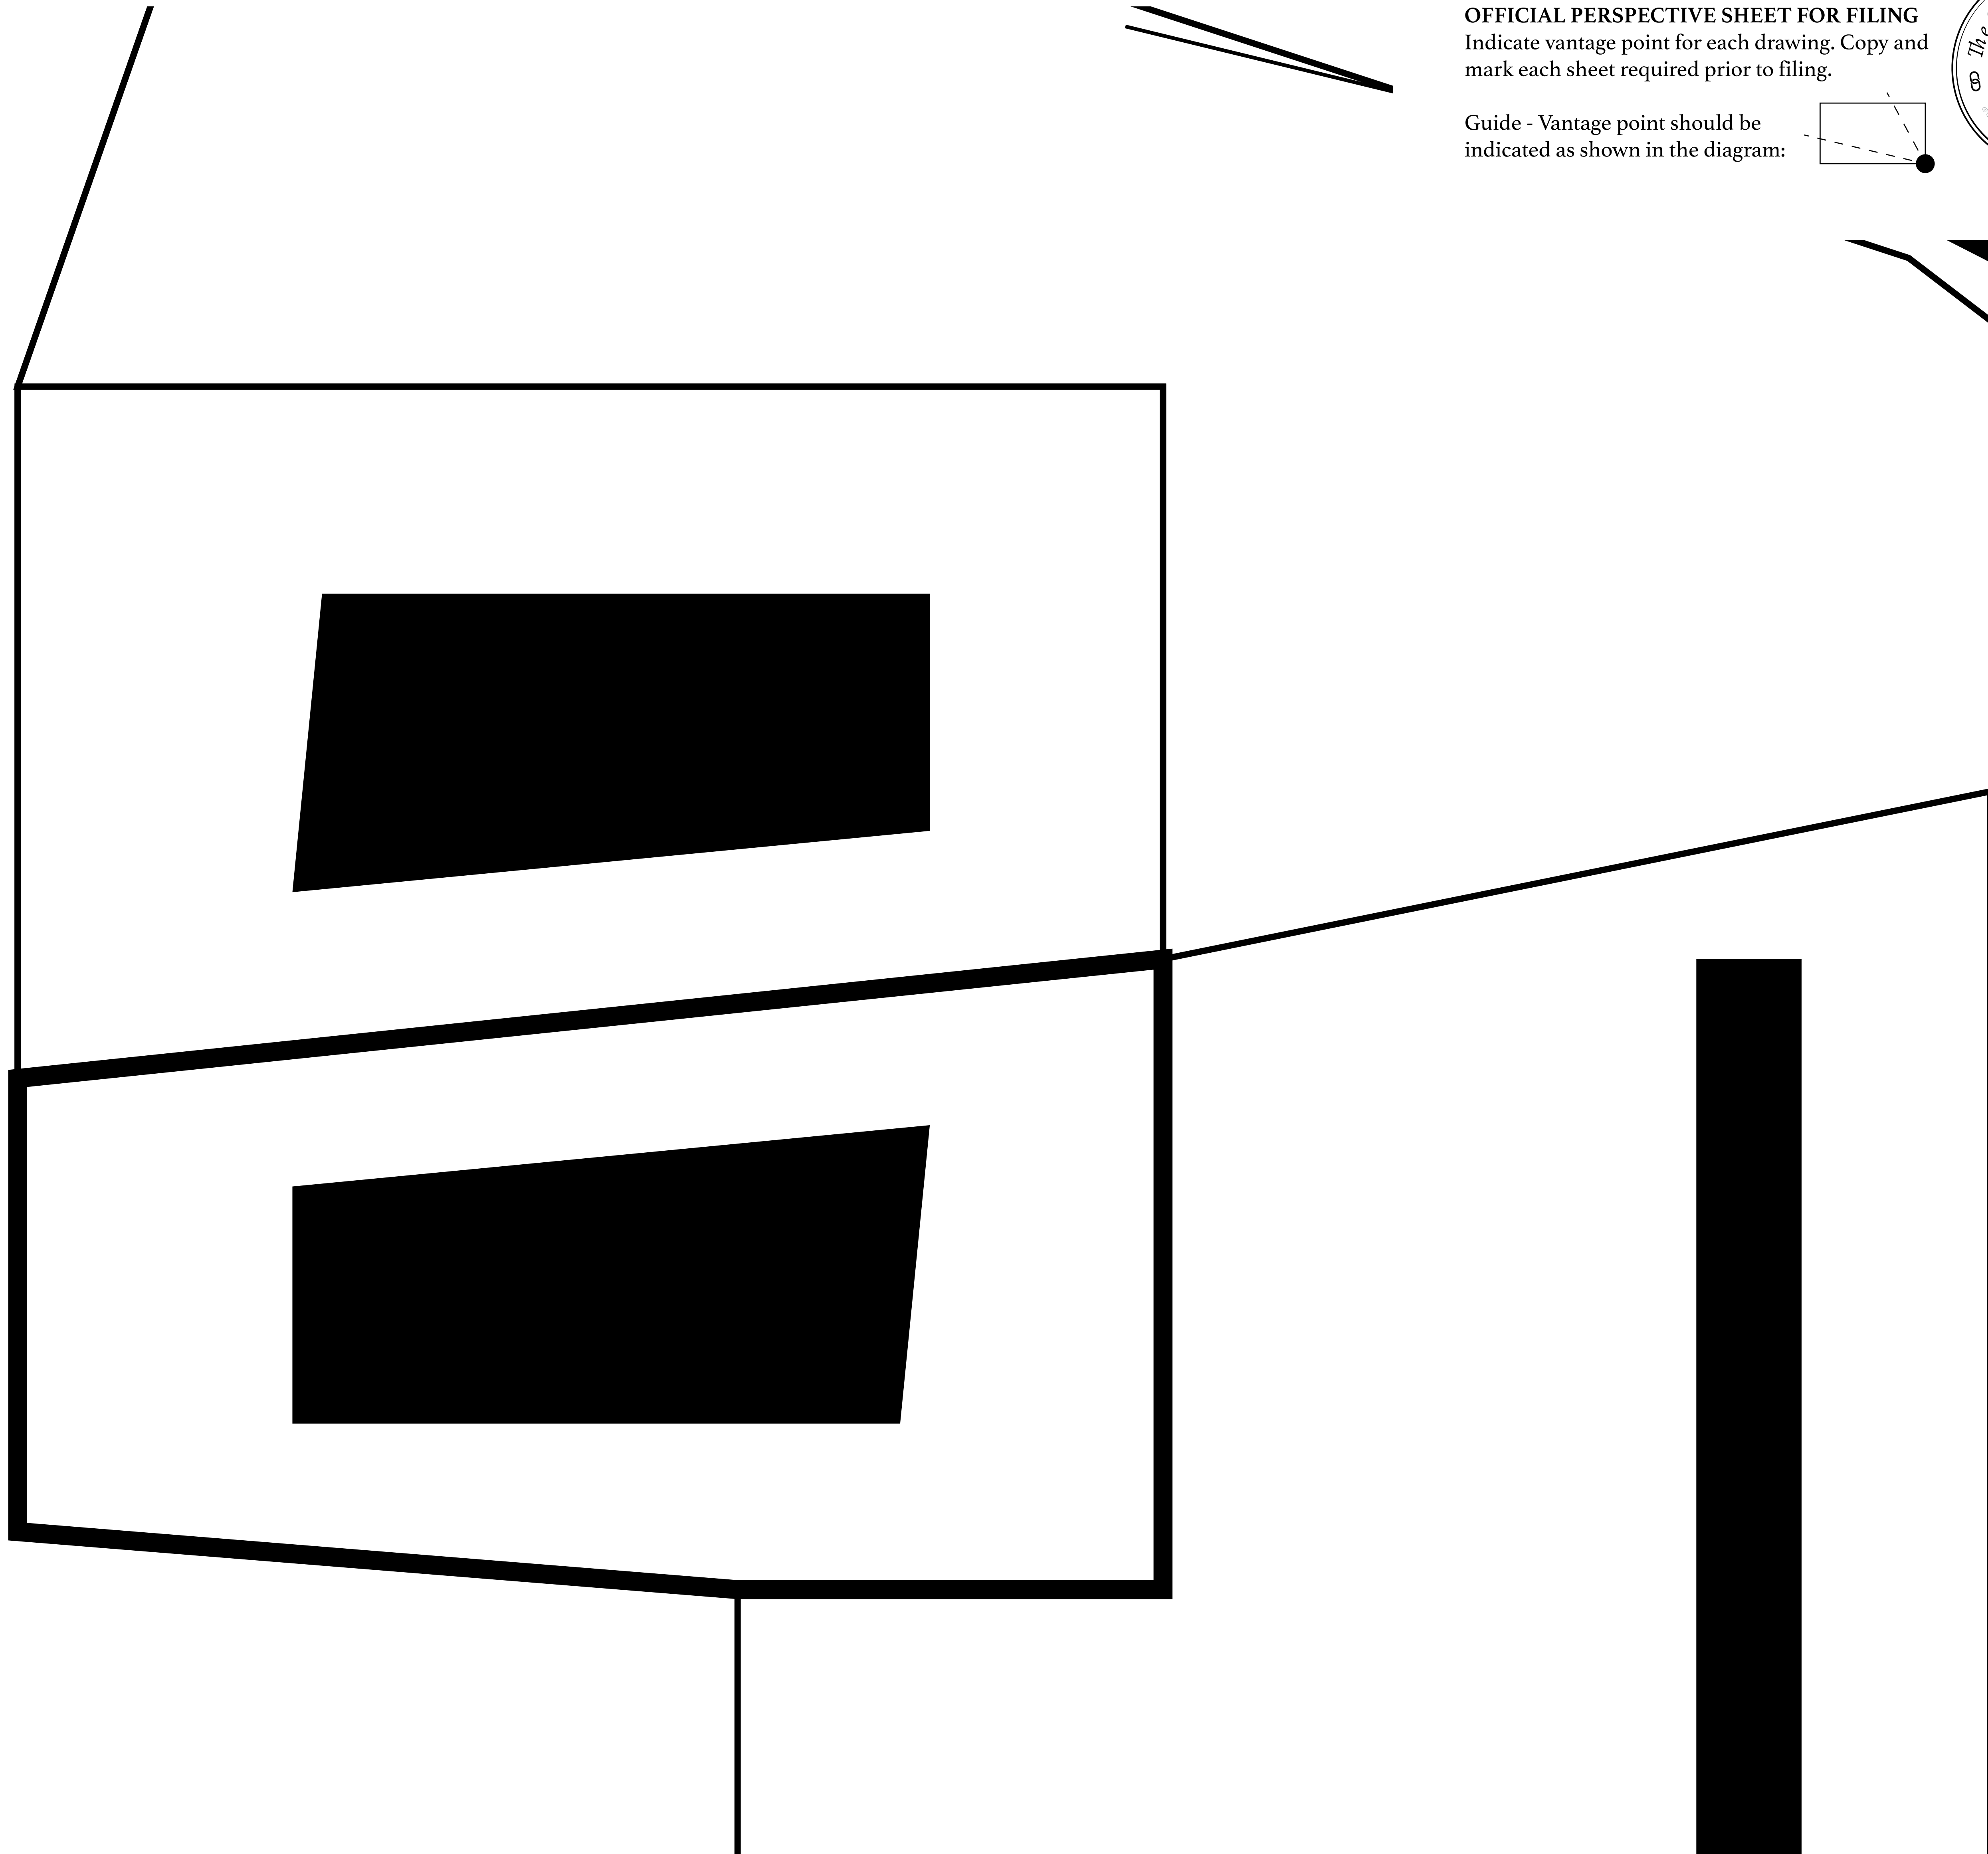 OFFICIAL PERSPECTIVE SHEET FOR FILING
Indicate vantage point for each drawing. Copy and
mark each sheet required prior to filing.
Guide - Vantage point should be
indicated as shown in the diagram:
The